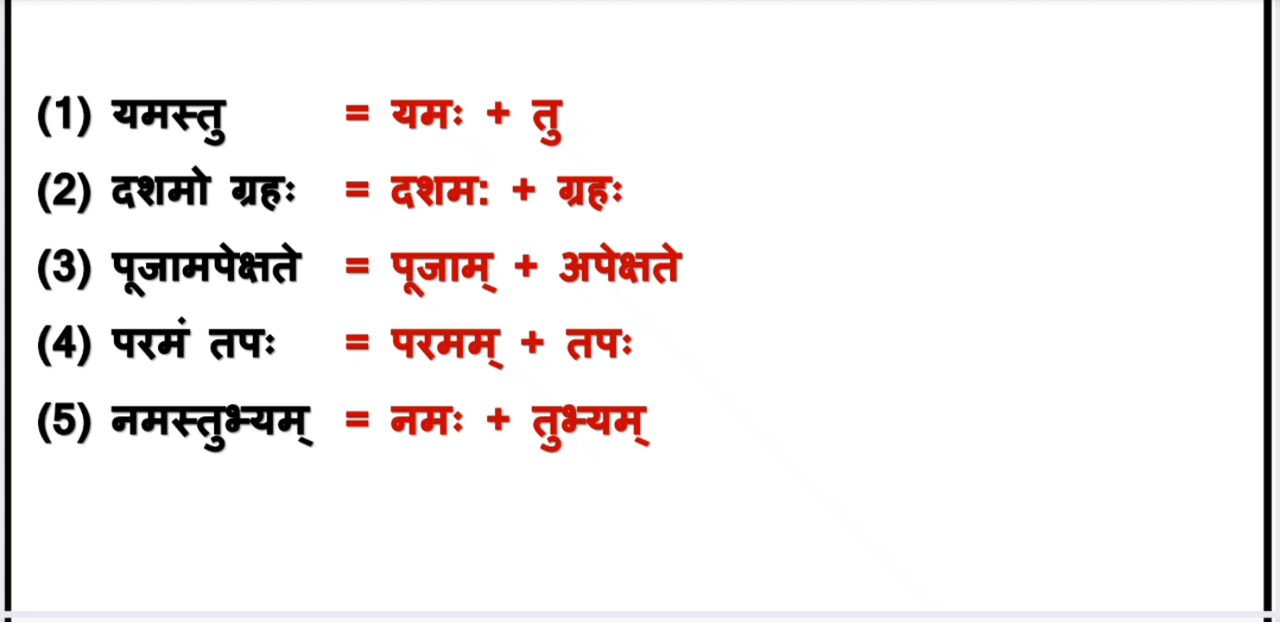 (1) यमस्तु = यमः + तु
(2) दशमो ग्रहः = दशम: + ग्रहः
(3) पूजामपेक्षते = पूजाम् + अपेक्षते
(4) परमं तपः = परमम् + तपः
(5) नमस्तुभ्यम् = नमः + तुभ्यम्